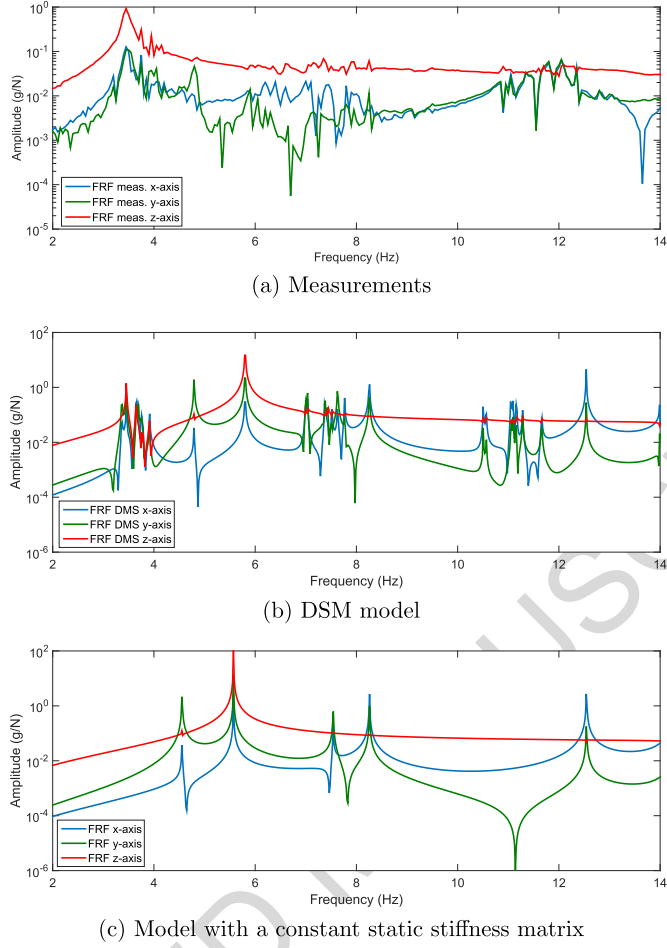 10^0
10^-1
10^-2
10^-3
10^-4
10^-5
Amplitude (g/N)
FRF meas. x-axis
FRF meas. y-axis
FRF meas. z-axis
2 4 6 8 10 12 14
Frequency (Hz)
(a) Measurements
10^2
10^0
10^-2
10^-4
10^-6
Amplitude (g/N)
FRF DMS x-axis
FRF DMS y-axis
FRF DMS z-axis
2 4 6 8 10 12 14
Frequency (Hz)
(b) DSM model
10^2
10^0
10^-2
10^-4
10^-6
Amplitude (g/N)
FRF x-axis
FRF y-axis
FRF z-axis
2 4 6 8 10 12 14
Frequency (Hz)
(c) Model with a constant static stiffness matrix